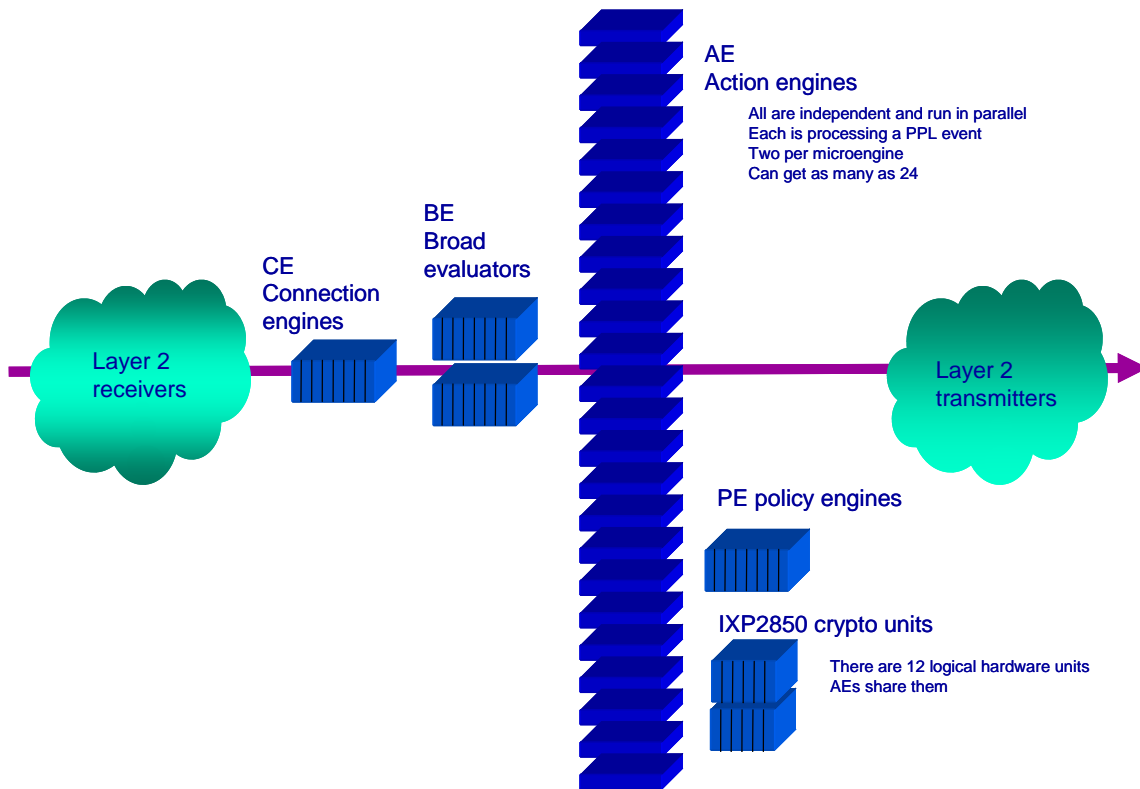 AE
Action engines
All are independent and run in parallel
Each is processing a PPL event
Two per microengine
Can get as many as 24
BE
Broad
evaluators
CE
Connection
engines
Layer 2
receivers
Layer 2
transmitters
PE policy engines
IXP2850 crypto units
There are 12 logical hardware units
AEs share them